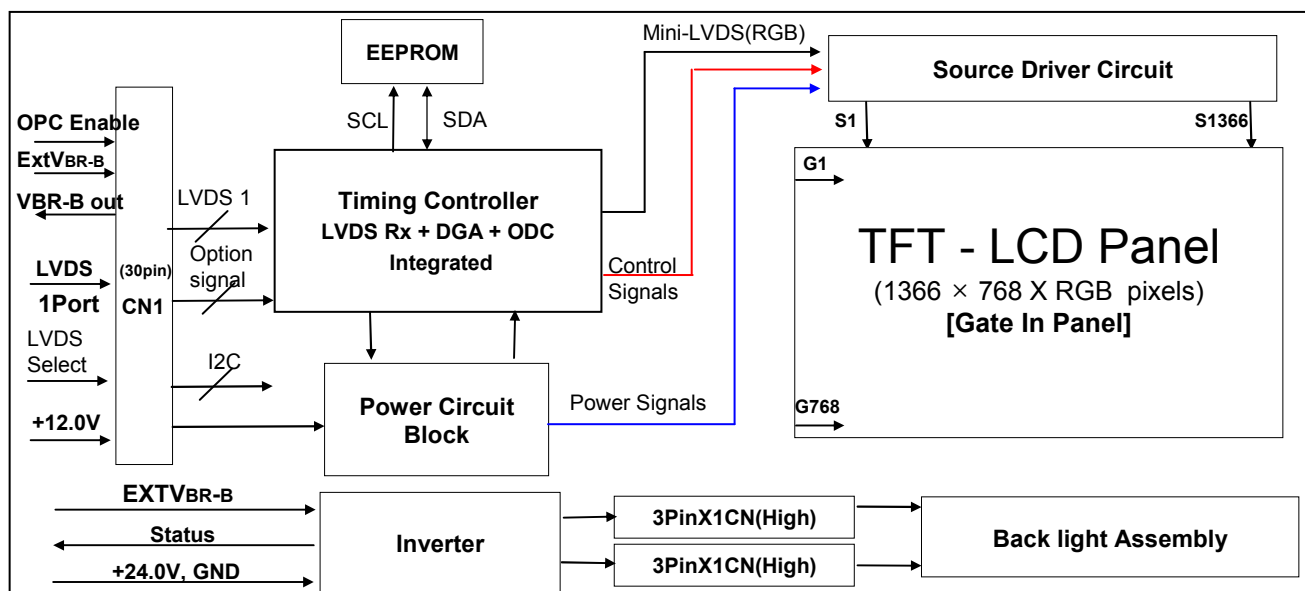 Mini-LVDS(RGB)
EEPROM
Source Driver Circuit
SCL
SDA
S1
S1366
OPC Enable
ExtVBR-B
VBR-B out
LVDS
1Port
LVDS
Select
+12.0V
(30pin)
CN1
LVDS 1
Option
signal
I2C
Timing Controller
LVDS Rx + DGA + ODC
Integrated
Control
Signals
G1
TFT - LCD Panel
(1366 × 768 X RGB pixels)
[Gate In Panel]
G768
Power Circuit
Block
Power Signals
EXTVBR-B
Status
+24.0V, GND
Inverter
3PinX1CN(High)
3PinX1CN(High)
Back light Assembly